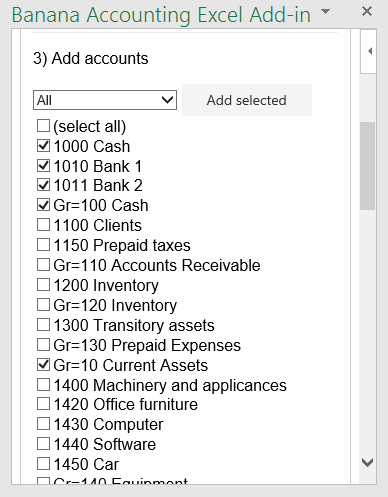 Banana Accounting Excel Add-in
3) Add accounts
All
Add selected
(select all)
1000 Cash
1010 Bank 1
1011 Bank 2
Gr=100 Cash
1100 Clients
1150 Prepaid taxes
Gr=110 Accounts Receivable
1200 Inventory
Gr=120 Inventory
1300 Transitory assets
Gr=130 Prepaid Expenses
Gr=10 Current Assets
1400 Machinery and applicances
1420 Office furniture
1430 Computer
1440 Software
1450 Car
Gr=140 Equipment